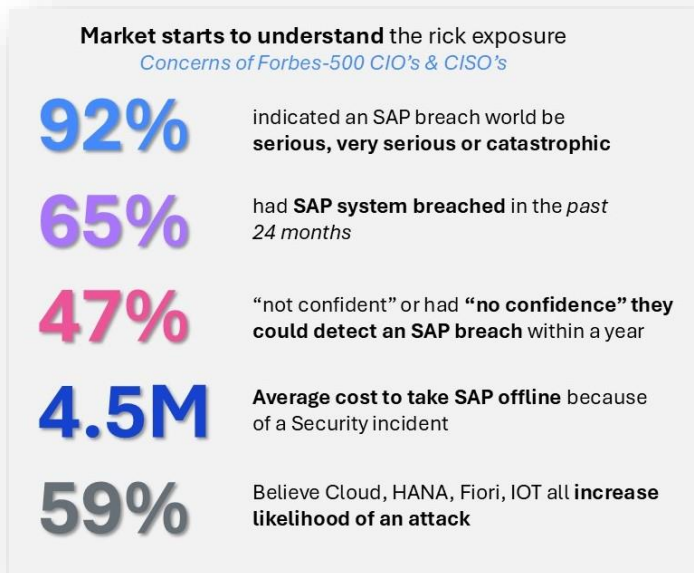 Market starts to understand the rick exposure
Concerns of Forbes-500 CIO's & CISO's
92%
indicated an SAP breach world be
serious, very serious or catastrophic
65%
had SAP system breached in the past
24 months
47%
“not confident” or had “no confidence” they
could detect an SAP breach within a year
4.5M
Average cost to take SAP offline because
of a Security incident
59%
Believe Cloud, HANA, Fiori, IOT all increase
likelihood of an attack